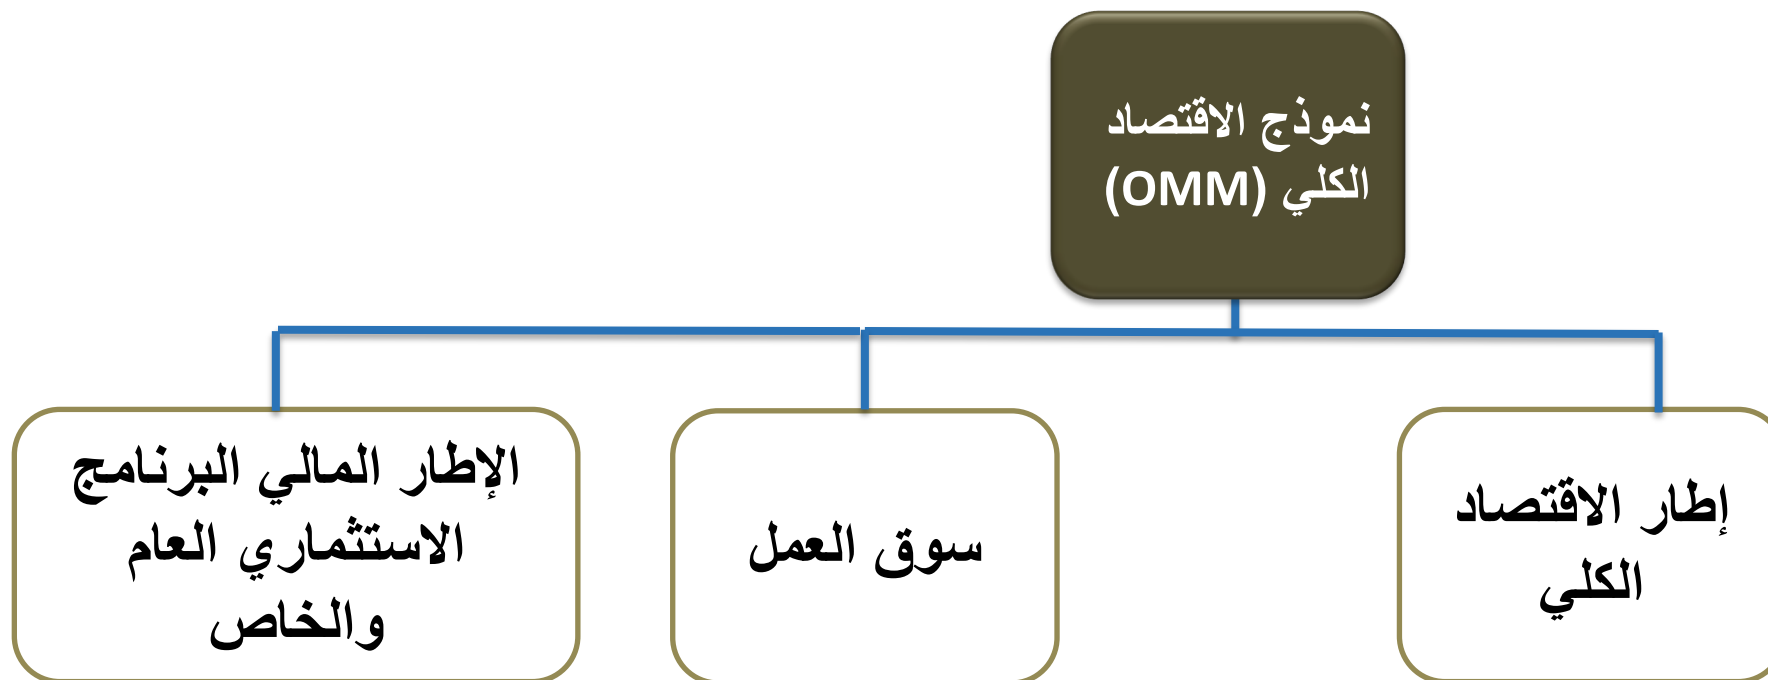 نموذج الاقتصاد
الكلي (OMM)
إطار الاقتصاد
الكلي
سوق العمل
الإطار المالي البرنامج
الاستثماري العام
والخاص